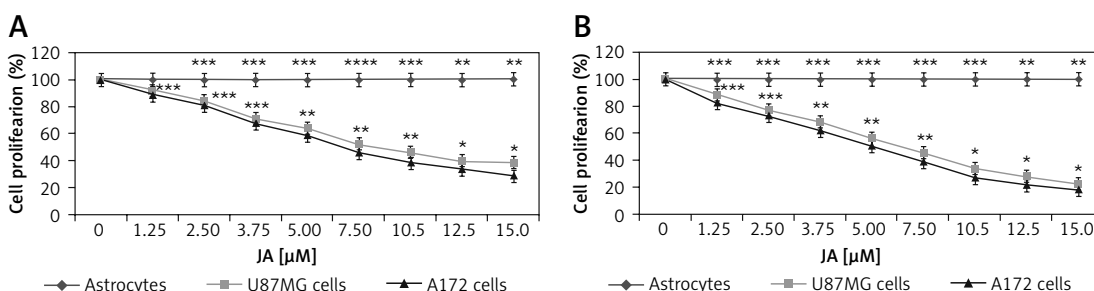 A
Cell prolifearion (%)
120
100
80
60
40
20
0
*** *** *** **** *** ** **
***
***
***
**
**
**
*
*
0 1.25 2.50 3.75 5.00 7.50 10.5 12.5 15.0
JA [µM]
Astrocytes U87MG cells A172 cells
B
Cell prolifearion (%)
120
100
80
60
40
20
0
*** *** *** *** *** *** ** **
***
***
**
**
**
*
*
*
0 1.25 2.50 3.75 5.00 7.50 10.5 12.5 15.0
JA [µM]
Astrocytes U87MG cells A172 cells